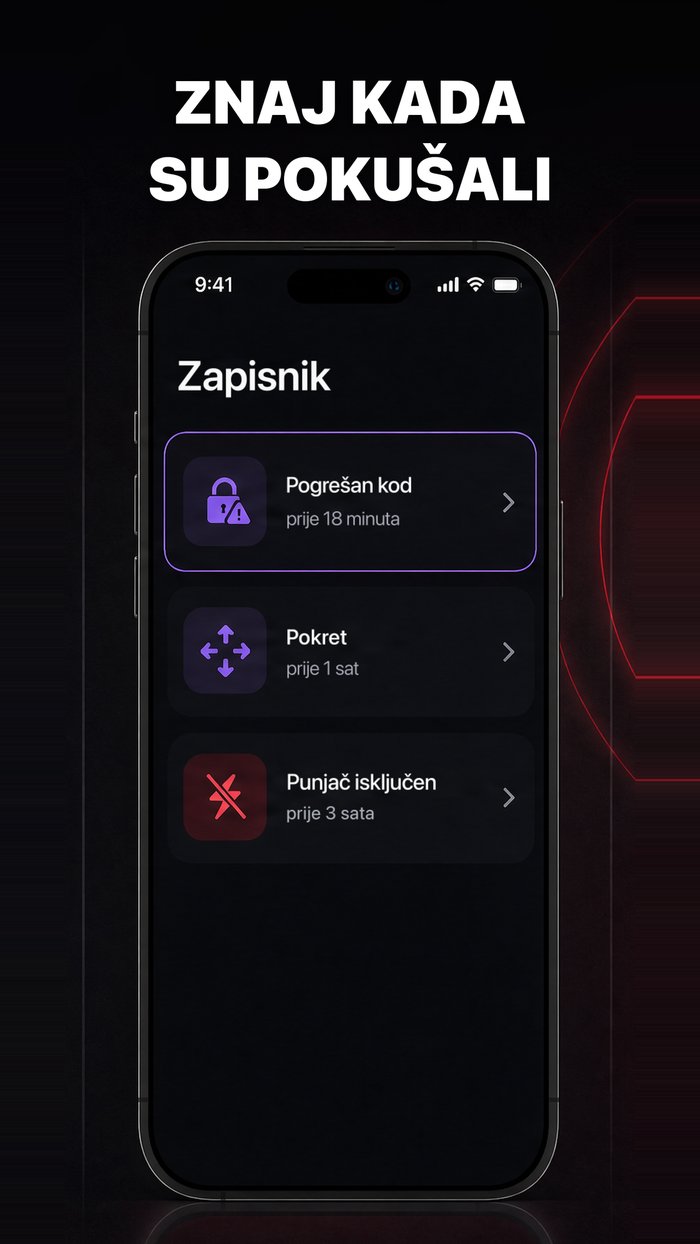 ZNAJ KADA
SU POKUŠALI
9:41
Zapisnik
Pogrešan kod
prije 18 minuta
Pokret
prije 1 sat
Punjač isključen
prije 3 sata